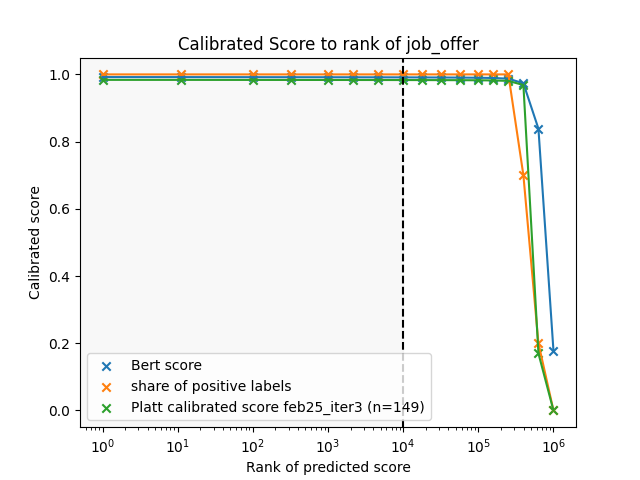 Calibrated Score to rank of job_offer
Calibrated score
1.0
0.8
0.6
0.4
0.2
0.0
Bert score
share of positive labels
Platt calibrated score feb25_iter3 (n=149)
10⁰ 10¹ 10² 10³ 10⁴ 10⁵ 10⁶
Rank of predicted score